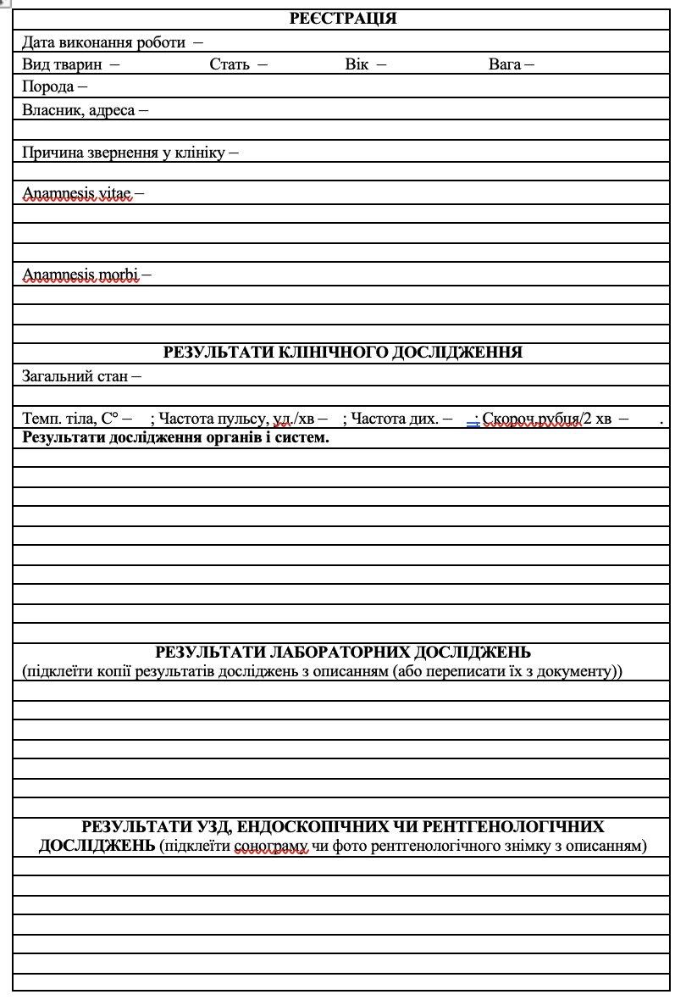 РЕЄСТРАЦІЯ
Дата виконання роботи –
Вид тварин – Стать – Вік – Вага –
Порода –
Власник, адреса –
Причина звернення у клініку –
Anamnesis vitae –
Anamnesis morbi –
РЕЗУЛЬТАТИ КЛІНІЧНОГО ДОСЛІДЖЕННЯ
Загальний стан –
Темп. тіла, С° – ; Частота пульсу, уд./хв – ; Частота дих. – ; Скороч.рубця/2 хв – .
Результати дослідження органів і систем.
РЕЗУЛЬТАТИ ЛАБОРАТОРНИХ ДОСЛІДЖЕНЬ
(підклеїти копії результатів досліджень з описанням (або переписати їх з документу))
РЕЗУЛЬТАТИ УЗД, ЕНДОСКОПІЧНИХ ЧИ РЕНТГЕНОЛОГІЧНИХ
ДОСЛІДЖЕНЬ (підклеїти сонограму чи фото рентгенологічного знімку з описанням)